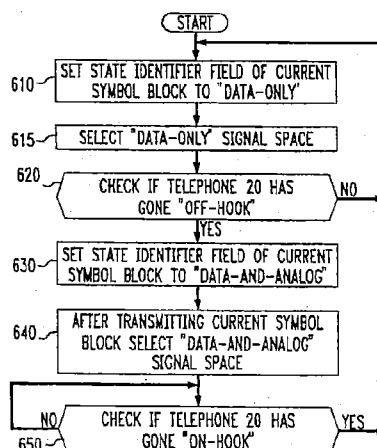 START
610
SET STATE IDENTIFIER FIELD OF CURRENT
SYMBOL BLOCK TO "DATA-ONLY"
615
SELECT "DATA-ONLY" SIGNAL SPACE
620
CHECK IF TELEPHONE 20 HAS
GONE "OFF-HOOK"
NO
YES
630
SET STATE IDENTIFIER FIELD OF CURRENT
SYMBOL BLOCK TO "DATA-AND-ANALOG"
640
AFTER TRANSMITTING CURRENT SYMBOL
BLOCK SELECT "DATA-AND-ANALOG"
SIGNAL SPACE
NO
CHECK IF TELEPHONE 20 HAS
YES
650
GONE "ON-HOOK"